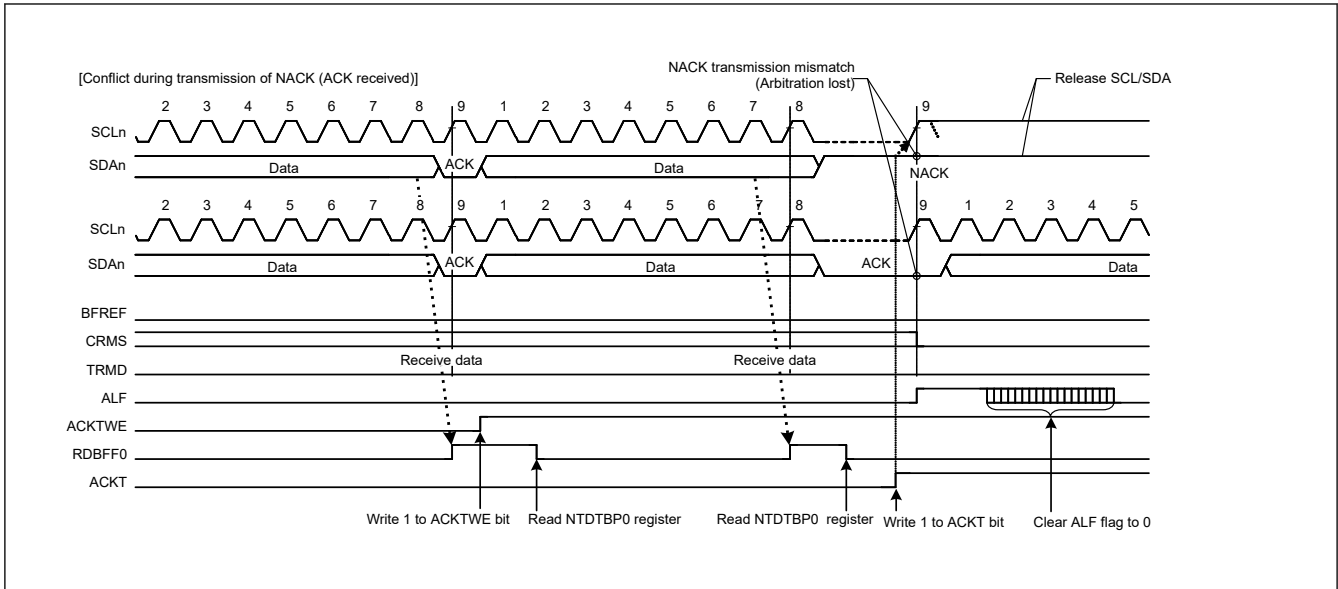 [Conflict during transmission of NACK (ACK received)]
NACK transmission mismatch
(Arbitration lost)
Release SCL/SDA
2 3 4 5 6 7 8 9 1 2 3 4 5 6 7 8 9
SCLn
SDAn Data ACK Data NACK
2 3 4 5 6 7 8 9 1 2 3 4 5 6 7 8 9 1 2 3 4 5
SCLn
SDAn Data ACK Data ACK Data
BFREF
CRMS
Receive data Receive data
TRMD
ALF
ACKTWE
RDBFF0
ACKT
Write 1 to ACKTWE bit Read NTDTBP0 register Read NTDTBP0 register Write 1 to ACKT bit Clear ALF flag to 0